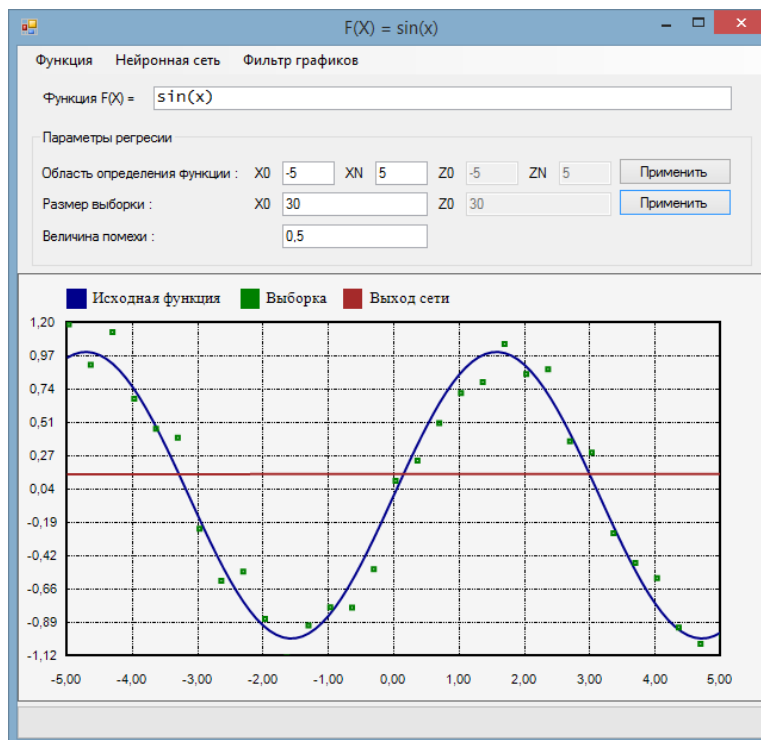 F(X) = sin(x)
Функция Нейронная сеть Фильтр графиков
Функция F(X) = sin(x)
Параметры регресии
Область определения функции : X0 -5 XN 5 Z0 -5 ZN 5 Применить
Размер выборки : X0 30 Z0 30 Применить
Величина помехи : 0,5
Исходная функция Выборка Выход сети
1,20
0,97
0,74
0,51
0,27
0,04
-0,19
-0,42
-0,66
-0,89
-1,12
-5,00 -4,00 -3,00 -2,00 -1,00 0,00 1,00 2,00 3,00 4,00 5,00